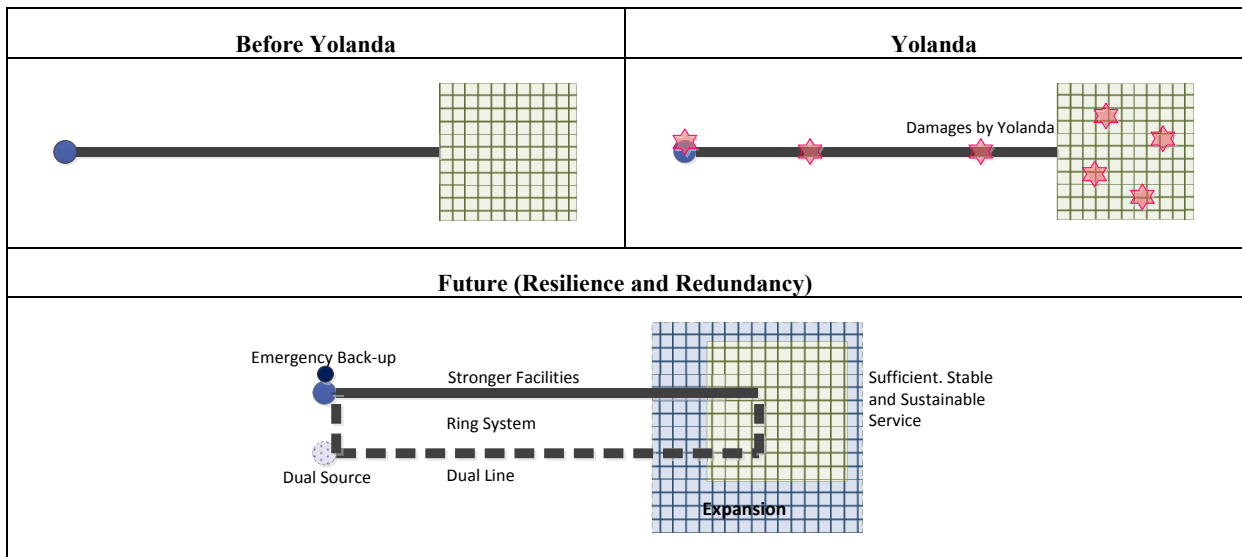 Before Yolanda
Yolanda
Damages by Yolanda
Future (Resilience and Redundancy)
Emergency Back-up
Stronger Facilities
Sufficient. Stable
and Sustainable
Service
Ring System
Dual Source
Dual Line
Expansion